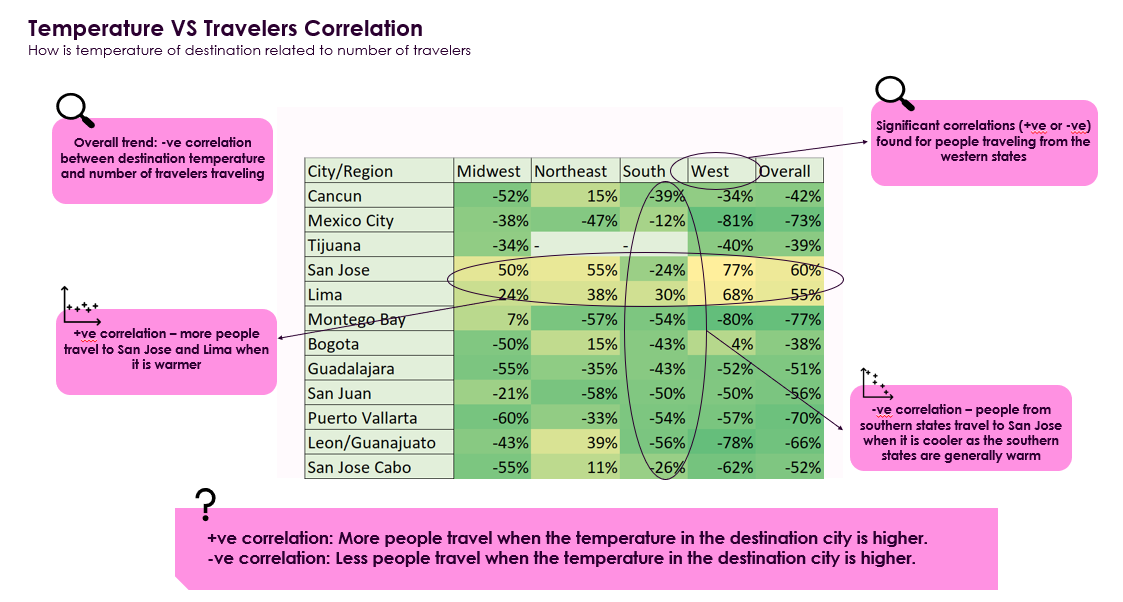 Temperature VS Travelers Correlation
How is temperature of destination related to number of travelers
Overall trend: -ve correlation
between destination temperature
and number of travelers traveling
Significant correlations (+ve or -ve)
found for people traveling from the
western states
City/Region Midwest Northeast South West Overall
Cancun -52% 15% -39% -34% -42%
Mexico City -38% -47% -12% -81% -73%
Tijuana -34% - - -40% -39%
San Jose 50% 55% -24% 77% 60%
Lima 24% 38% 30% 68% 55%
Montego Bay 7% -57% -54% -80% -77%
Bogota -50% 15% -43% 4% -38%
Guadalajara -55% -35% -43% -52% -51%
San Juan -21% -58% -50% -50% -56%
Puerto Vallarta -60% -33% -54% -57% -70%
Leon/Guanajuato -43% 39% -56% -78% -66%
San Jose Cabo -55% 11% -26% -62% -52%
+ve correlation – more people
travel to San Jose and Lima when
it is warmer
-ve correlation – people from
southern states travel to San Jose
when it is cooler as the southern
states are generally warm
?
+ve correlation: More people travel when the temperature in the destination city is higher.
-ve correlation: Less people travel when the temperature in the destination city is higher.